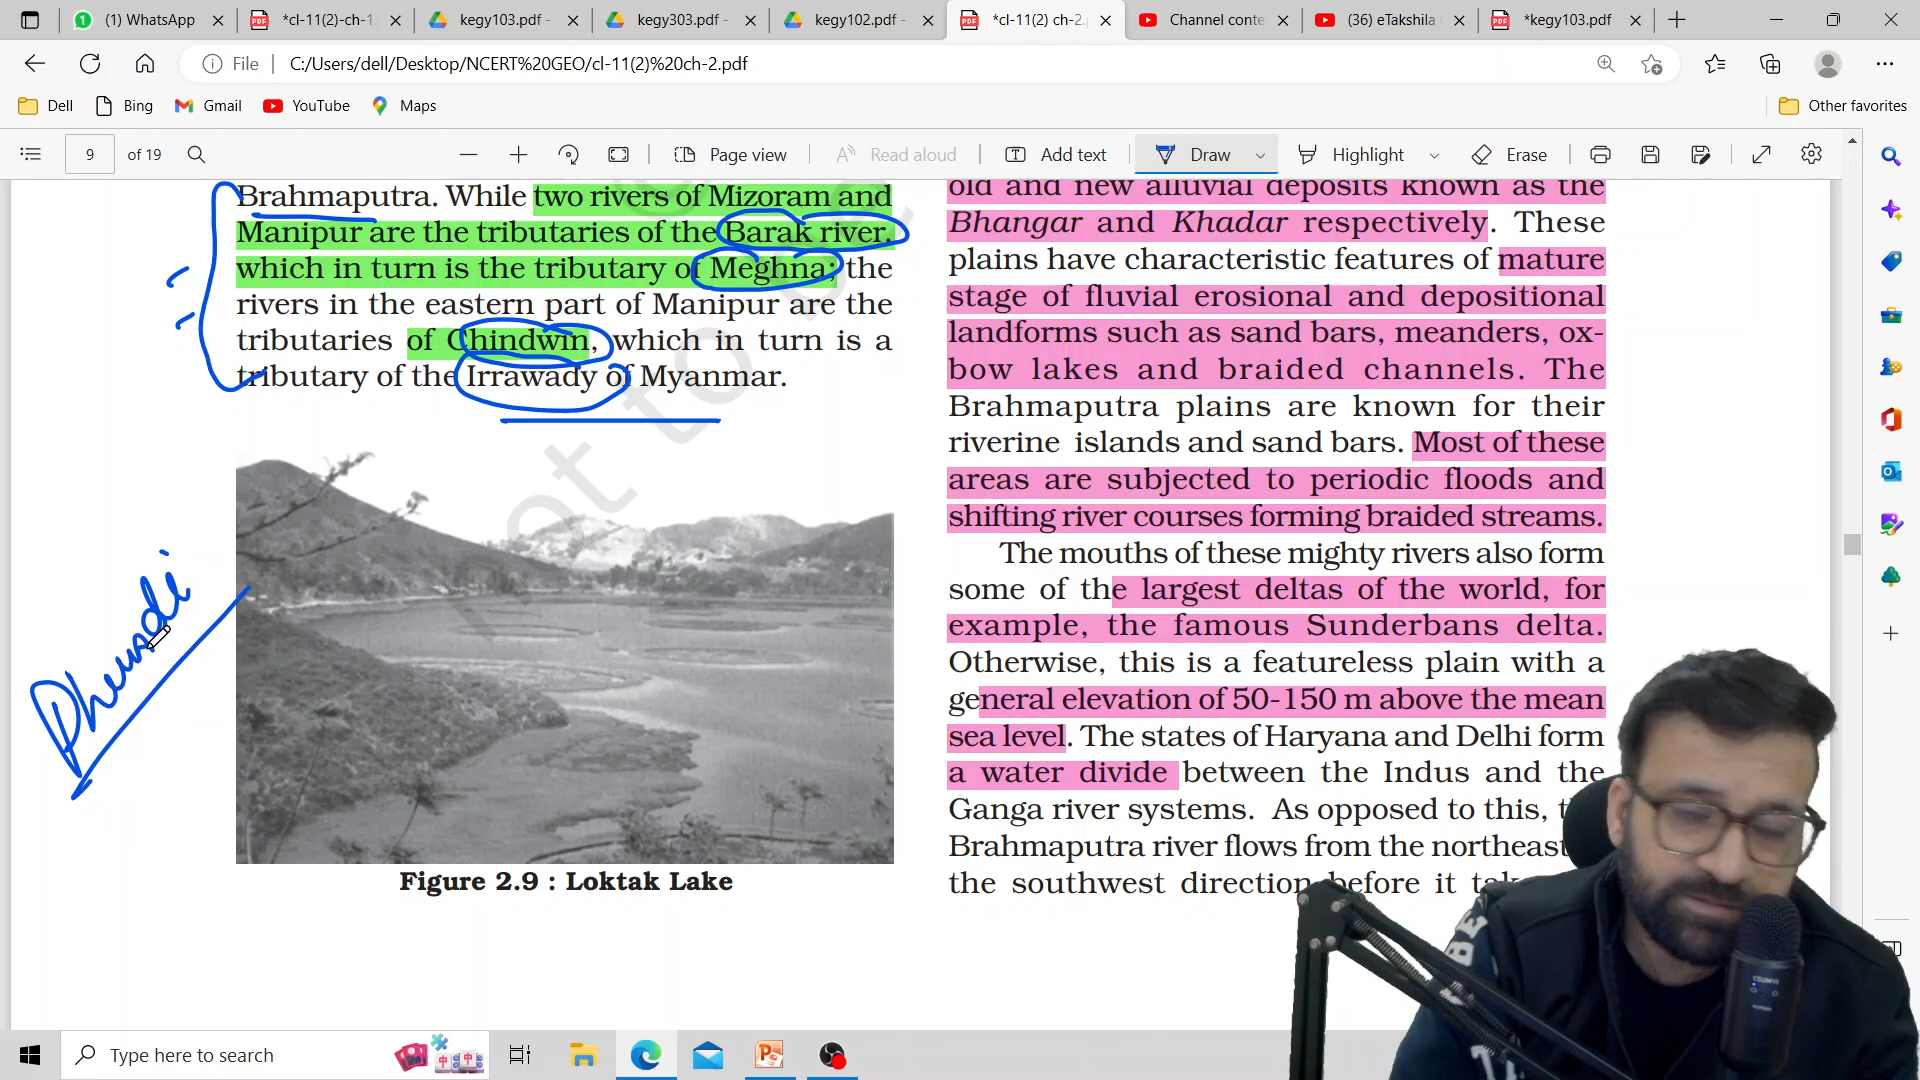 (1) WhatsApp
*cl-11(2)-ch-1.
kegy103.pdf -
kegy303.pdf -
kegy102.pdf -
*cl-11(2) ch-2.
Channel conte
(36) eTakshila
*kegy103.pdf
File
C:/Users/dell/Desktop/NCERT%20GEO/cl-11(2)%20ch-2.pdf
Dell
Bing
Gmail
YouTube
Maps
Other favorites
9 of 19
Page view
Read aloud
Add text
Draw
Highlight
Erase
Brahmaputra. While two rivers of Mizoram and
Manipur are the tributaries of the Barak river,
which in turn is the tributary of Meghna; the
rivers in the eastern part of Manipur are the
tributaries of Chindwin, which in turn is a
tributary of the Irrawady of Myanmar.
not to
Phumdi
Figure 2.9 : Loktak Lake
old and new alluvial deposits known as the
Bhangar and Khadar respectively. These
plains have characteristic features of mature
stage of fluvial erosional and depositional
landforms such as sand bars, meanders, ox-
bow lakes and braided channels. The
Brahmaputra plains are known for their
riverine islands and sand bars. Most of these
areas are subjected to periodic floods and
shifting river courses forming braided streams.
The mouths of these mighty rivers also form
some of the largest deltas of the world, for
example, the famous Sunderbans delta.
Otherwise, this is a featureless plain with a
general elevation of 50-150 m above the mean
sea level. The states of Haryana and Delhi form
a water divide between the Indus and the
Ganga river systems. As opposed to this,
Brahmaputra river flows from the northeast
the southwest direction before it
Type here to search